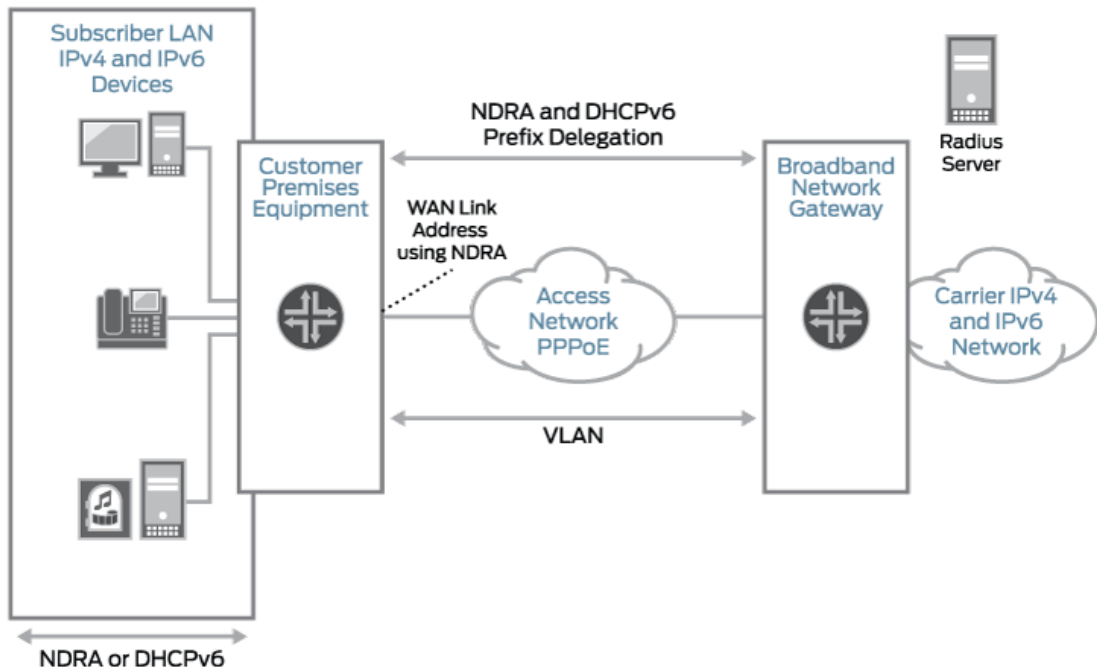 Subscriber LAN
IPv4 and IPv6
Devices
NDRA and DHCPv6
Prefix Delegation
Radius
Server
Customer
Premises
Equipment
WAN Link
Address
using NDRA
Broadband
Network
Gateway
Access
Network
PPPoE
Carrier IPv4
and IPv6
Network
VLAN
NDRA or DHCPv6